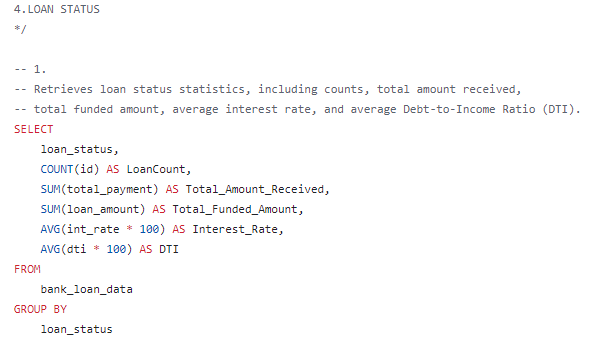 4.LOAN STATUS
*/
-- 1.
-- Retrieves loan status statistics, including counts, total amount received,
-- total funded amount, average interest rate, and average Debt-to-Income Ratio (DTI).
SELECT
loan_status,
COUNT(id) AS LoanCount,
SUM(total_payment) AS Total_Amount_Received,
SUM(loan_amount) AS Total_Funded_Amount,
AVG(int_rate * 100) AS Interest_Rate,
AVG(dti * 100) AS DTI
FROM
bank_loan_data
GROUP BY
loan_status